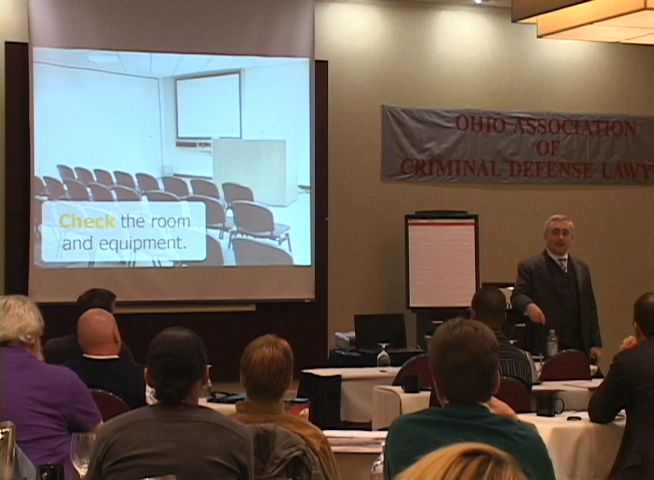 Check the room
and equipment.
OHIO ASSOCIATION
OF
CRIMINAL DEFENSE LAWY